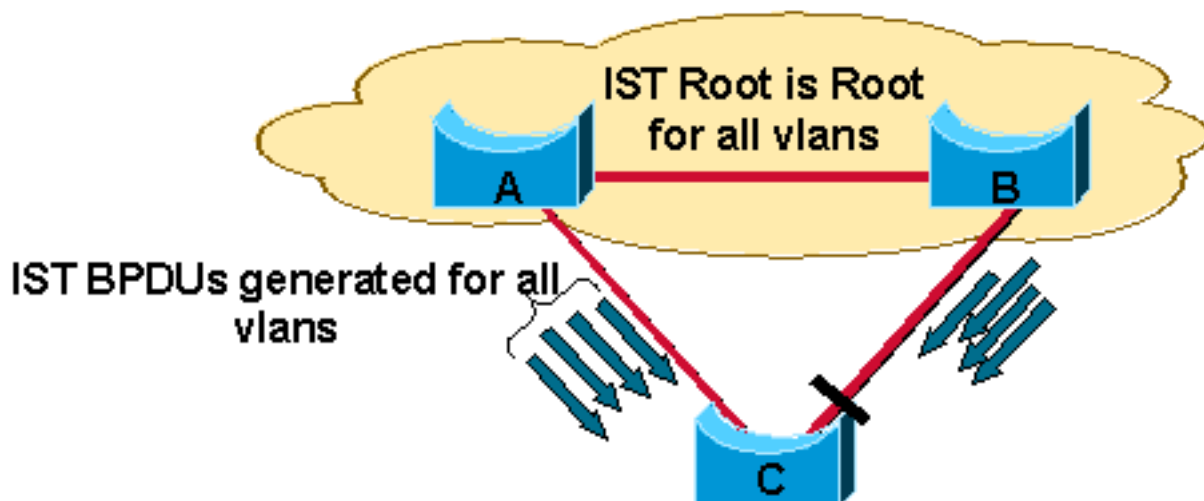 IST Root is Root
for all vlans
A
B
IST BPDUs generated for all
vlans
C